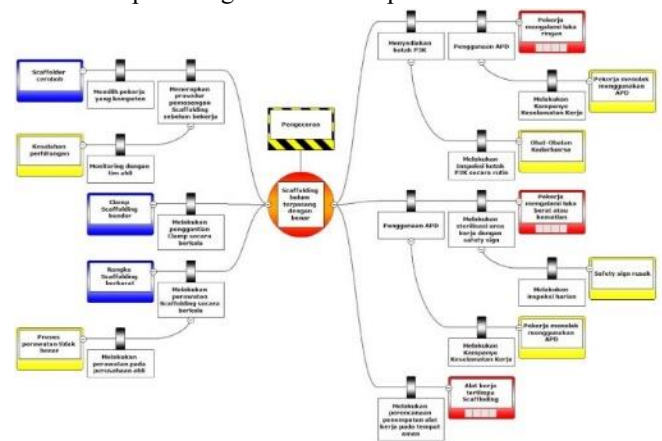 Scaffolder
ceroboh
Memilih pekerja
yang kompeten
Menerapkan
prosedur
pemasangan
Scaffolding
sebelum bekerja
Kesalahan
perhitungan
Monitoring dengan
tim ahli
Clamp
Scaffolding
kendor
Melakukan
penggantian
Clamp secara
berkala
Rangka
Scaffolding
berkarat
Melakukan
perawatan
Scaffolding secara
berkala
Proses
perawatan tidak
benar
Melakukan
perawatan pada
perusahaan ahli
Pengecoran
Scaffolding
belum
terpasang
dengan
benar
Menyediakan
kotak P3K
Penggunaan APD
Pekerja
mengalami luka
ringan
Melakukan
Kampanye
Keselamatan Kerja
Pekerja menolak
menggunakan
APD
Melakukan
inspeksi kotak
P3K secara rutin
Obat-Obatan
Kadarluarsa
Penggunaan APD
Melakukan
sterilisasi area
kerja dengan
safety sign
Pekerja
mengalami luka
berat atau
kematian
Melakukan
inspeksi harian
Safety sign rusak
Melakukan
Kampanye
Keselamatan Kerja
Pekerja menolak
menggunakan
APD
Melakukan
perencanaan
penempatan alat
kerja pada tempat
aman
Alat kerja
tertimpa
Scaffolding